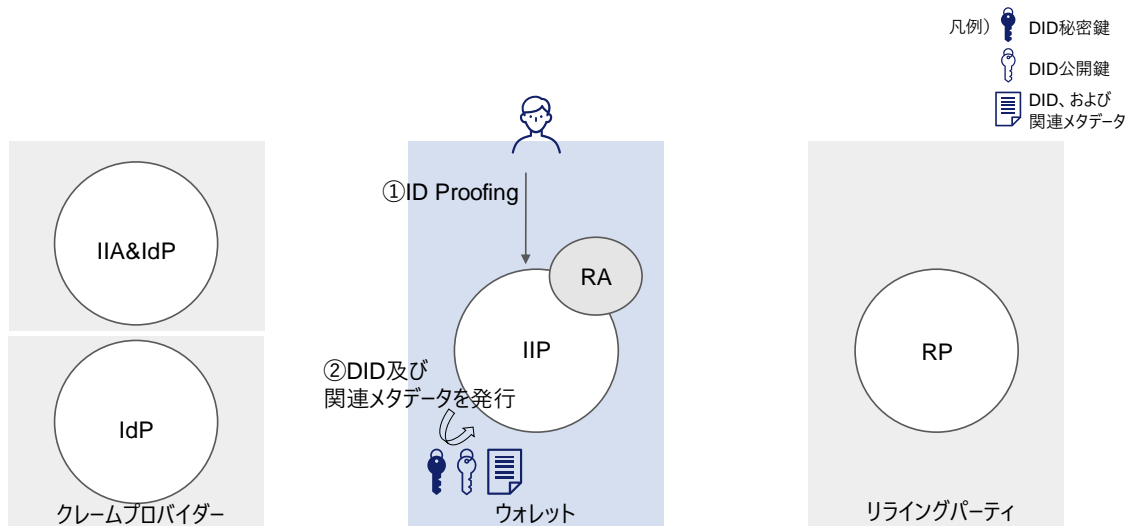 凡例）
DID秘密鍵
DID公開鍵
DID、および
関連メタデータ
①ID Proofing
IIA&IdP
RA
IIP
RP
②DID及び
関連メタデータを発行
IdP
クレームプロバイダー
ウォレット
リライングパーティ